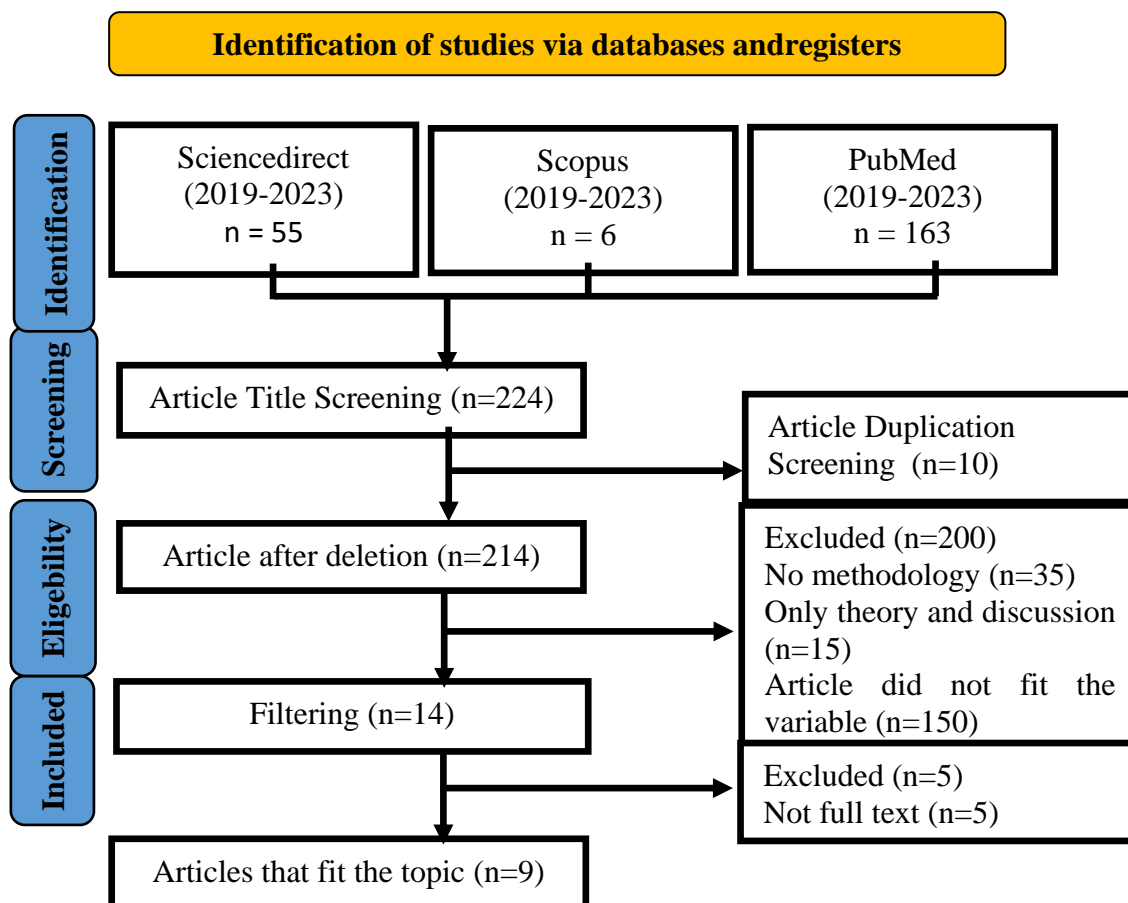 Identification of studies via databases andregisters
Identification
Sciencedirect
(2019-2023)
n = 55
Scopus
(2019-2023)
n = 6
PubMed
(2019-2023)
n = 163
Screening
Article Title Screening (n=224)
Article Duplication
Screening (n=10)
Eligibility
Article after deletion (n=214)
Excluded (n=200)
No methodology (n=35)
Only theory and discussion
(n=15)
Article did not fit the
variable (n=150)
Included
Filtering (n=14)
Excluded (n=5)
Not full text (n=5)
Articles that fit the topic (n=9)